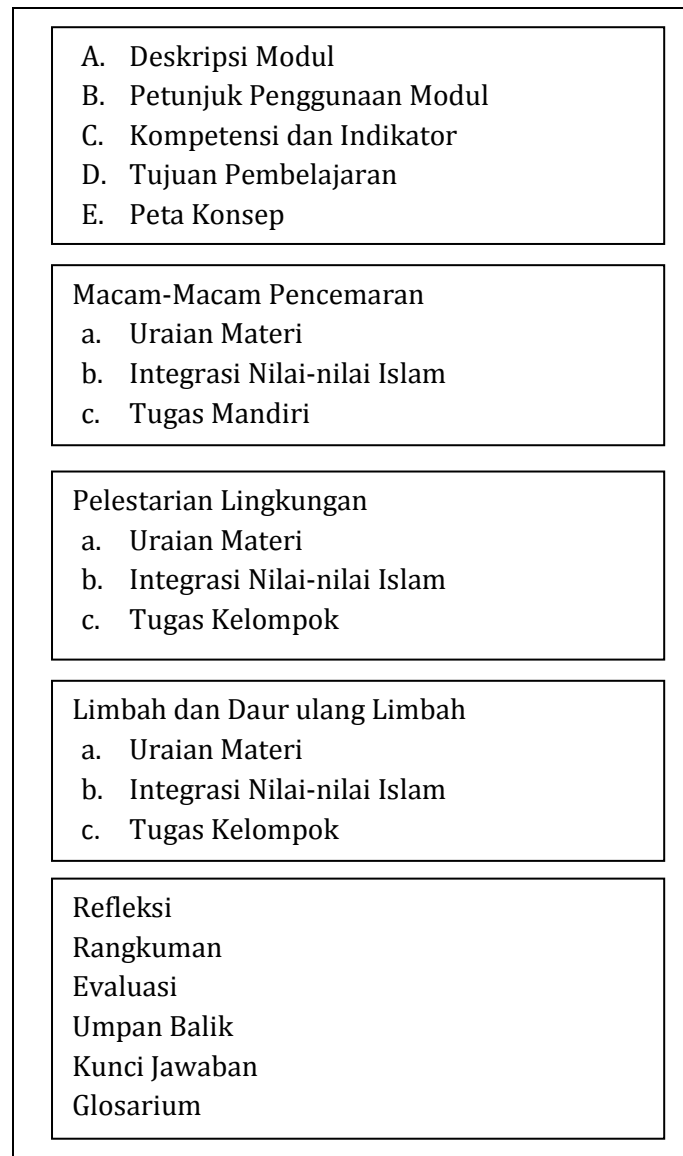 A. Deskripsi Modul
B. Petunjuk Penggunaan Modul
C. Kompetensi dan Indikator
D. Tujuan Pembelajaran
E. Peta Konsep
Macam-Macam Pencemaran
a. Uraian Materi
b. Integrasi Nilai-nilai Islam
c. Tugas Mandiri
Pelestarian Lingkungan
a. Uraian Materi
b. Integrasi Nilai-nilai Islam
c. Tugas Kelompok
Limbah dan Daur ulang Limbah
a. Uraian Materi
b. Integrasi Nilai-nilai Islam
c. Tugas Kelompok
Refleksi
Rangkuman
Evaluasi
Umpan Balik
Kunci Jawaban
Glosarium